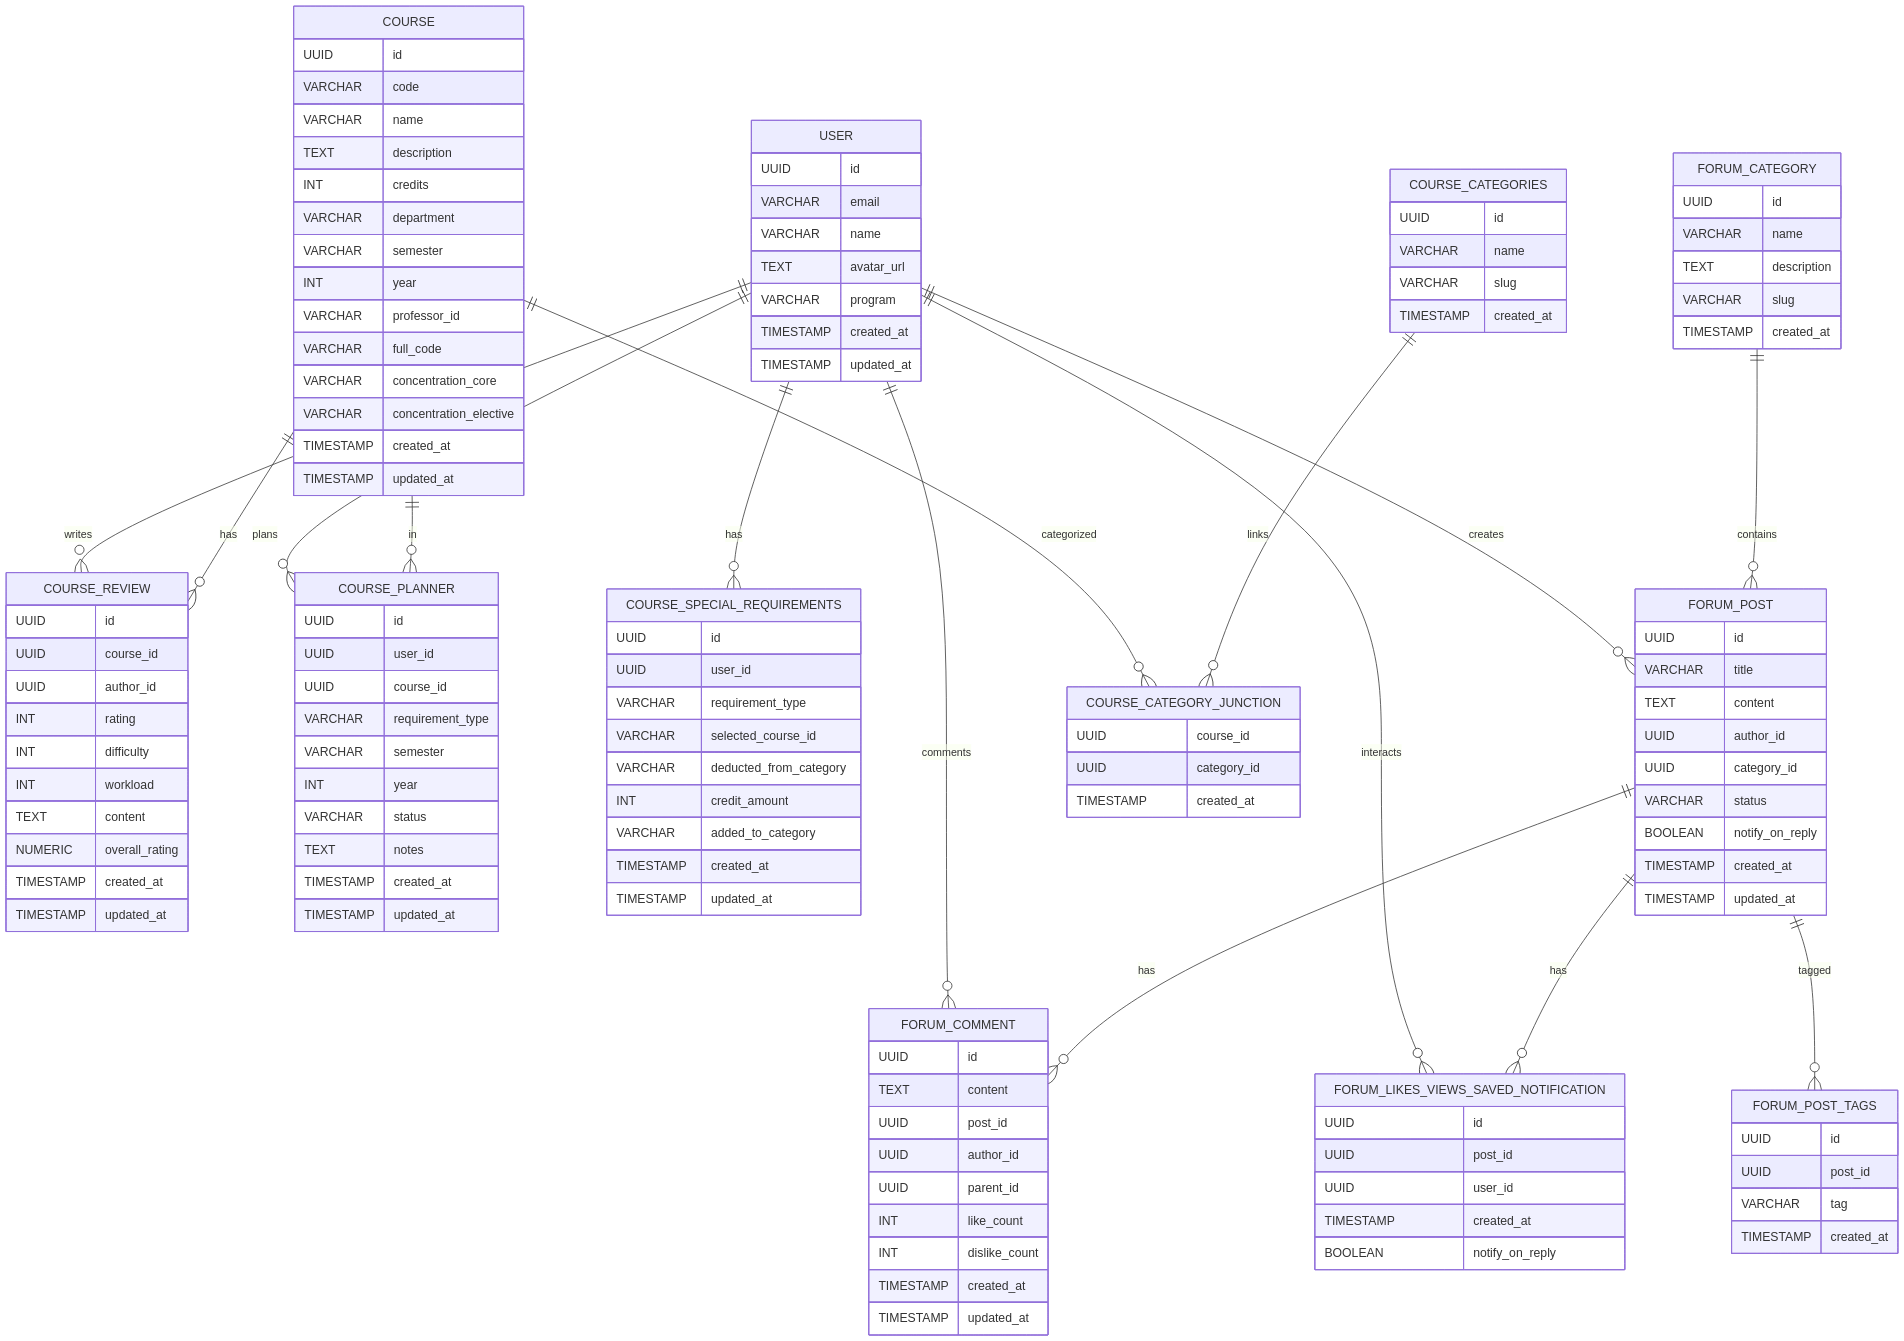 COURSE
UUID id
VARCHAR code
VARCHAR name
TEXT description
INT credits
VARCHAR department
VARCHAR semester
INT year
VARCHAR professor_id
VARCHAR full_code
VARCHAR concentration_core
VARCHAR concentration_elective
TIMESTAMP created_at
TIMESTAMP updated_at
USER
UUID id
VARCHAR email
VARCHAR name
TEXT avatar_url
VARCHAR program
TIMESTAMP created_at
TIMESTAMP updated_at
COURSE_CATEGORIES
UUID id
VARCHAR name
VARCHAR slug
TIMESTAMP created_at
FORUM_CATEGORY
UUID id
VARCHAR name
TEXT description
VARCHAR slug
TIMESTAMP created_at
writes
has
plans
in
has
categorized
links
creates
contains
COURSE_REVIEW
UUID id
UUID course_id
UUID author_id
INT rating
INT difficulty
INT workload
TEXT content
NUMERIC overall_rating
TIMESTAMP created_at
TIMESTAMP updated_at
COURSE_PLANNER
UUID id
UUID user_id
UUID course_id
VARCHAR requirement_type
VARCHAR semester
INT year
VARCHAR status
TEXT notes
TIMESTAMP created_at
TIMESTAMP updated_at
COURSE_SPECIAL_REQUIREMENTS
UUID id
UUID user_id
VARCHAR requirement_type
VARCHAR selected_course_id
VARCHAR deducted_from_category
INT credit_amount
VARCHAR added_to_category
TIMESTAMP created_at
TIMESTAMP updated_at
comments
COURSE_CATEGORY_JUNCTION
UUID course_id
UUID category_id
TIMESTAMP created_at
interacts
FORUM_POST
UUID id
VARCHAR title
TEXT content
UUID author_id
UUID category_id
VARCHAR status
BOOLEAN notify_on_reply
TIMESTAMP created_at
TIMESTAMP updated_at
has
has
tagged
FORUM_COMMENT
UUID id
TEXT content
UUID post_id
UUID author_id
UUID parent_id
INT like_count
INT dislike_count
TIMESTAMP created_at
TIMESTAMP updated_at
FORUM_LIKES_VIEWS_SAVED_NOTIFICATION
UUID id
UUID post_id
UUID user_id
TIMESTAMP created_at
BOOLEAN notify_on_reply
FORUM_POST_TAGS
UUID id
UUID post_id
VARCHAR tag
TIMESTAMP created_at